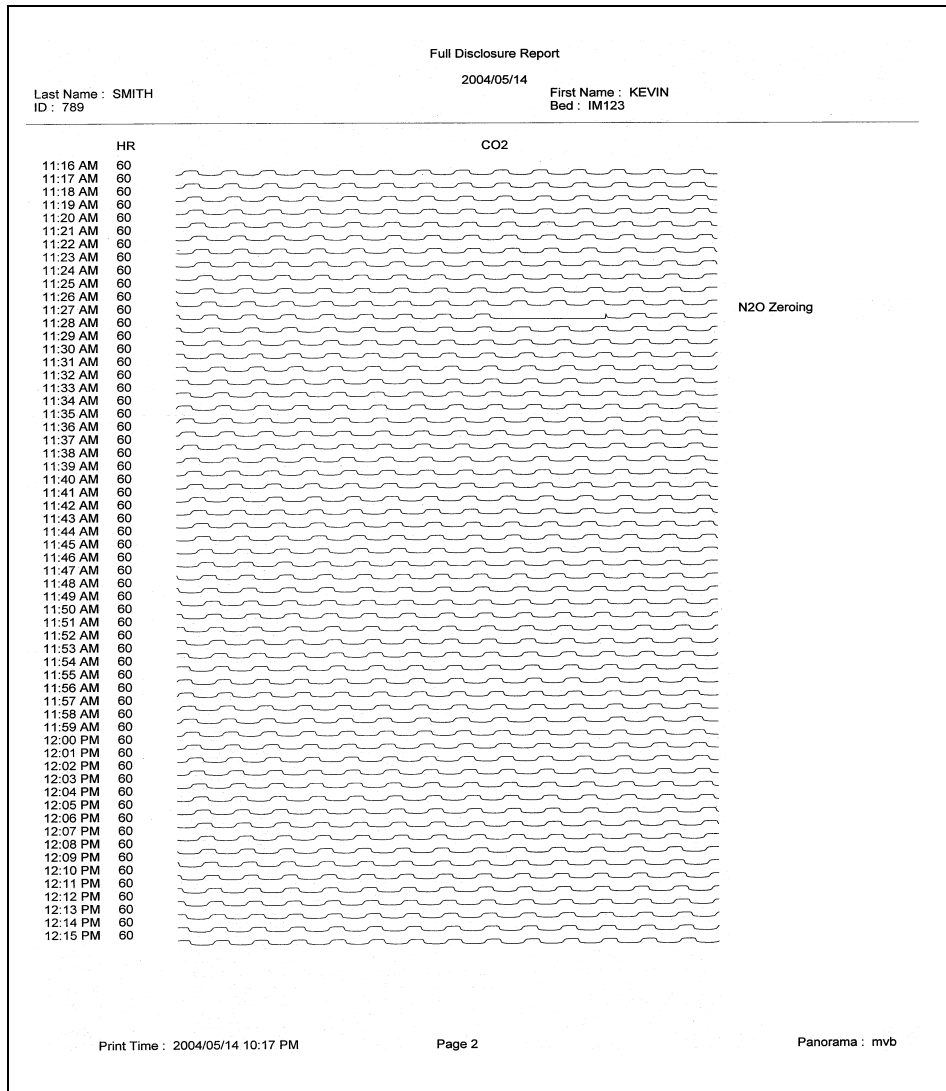 Full Disclosure Report
2004/05/14
Last Name : SMITH First Name : KEVIN
ID : 789 Bed : IM123
HR CO2
11:16 AM 60
11:17 AM 60
11:18 AM 60
11:19 AM 60
11:20 AM 60
11:21 AM 60
11:22 AM 60
11:23 AM 60
11:24 AM 60
11:25 AM 60
11:26 AM 60
11:27 AM 60 N2O Zeroing
11:28 AM 60
11:29 AM 60
11:30 AM 60
11:31 AM 60
11:32 AM 60
11:33 AM 60
11:34 AM 60
11:35 AM 60
11:36 AM 60
11:37 AM 60
11:38 AM 60
11:39 AM 60
11:40 AM 60
11:41 AM 60
11:42 AM 60
11:43 AM 60
11:44 AM 60
11:45 AM 60
11:46 AM 60
11:47 AM 60
11:48 AM 60
11:49 AM 60
11:50 AM 60
11:51 AM 60
11:52 AM 60
11:53 AM 60
11:54 AM 60
11:55 AM 60
11:56 AM 60
11:57 AM 60
11:58 AM 60
11:59 AM 60
12:00 PM 60
12:01 PM 60
12:02 PM 60
12:03 PM 60
12:04 PM 60
12:05 PM 60
12:06 PM 60
12:07 PM 60
12:08 PM 60
12:09 PM 60
12:10 PM 60
12:11 PM 60
12:12 PM 60
12:13 PM 60
12:14 PM 60
12:15 PM 60
Print Time : 2004/05/14 10:17 PM Page 2 Panorama : mvb